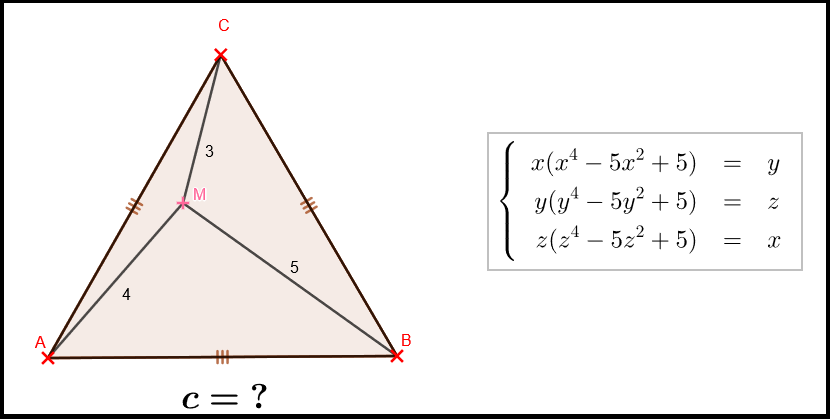 C
3
M
5
4
A
B
c = ?
x(x⁴ − 5x² + 5) = y
y(y⁴ − 5y² + 5) = z
z(z⁴ − 5z² + 5) = x